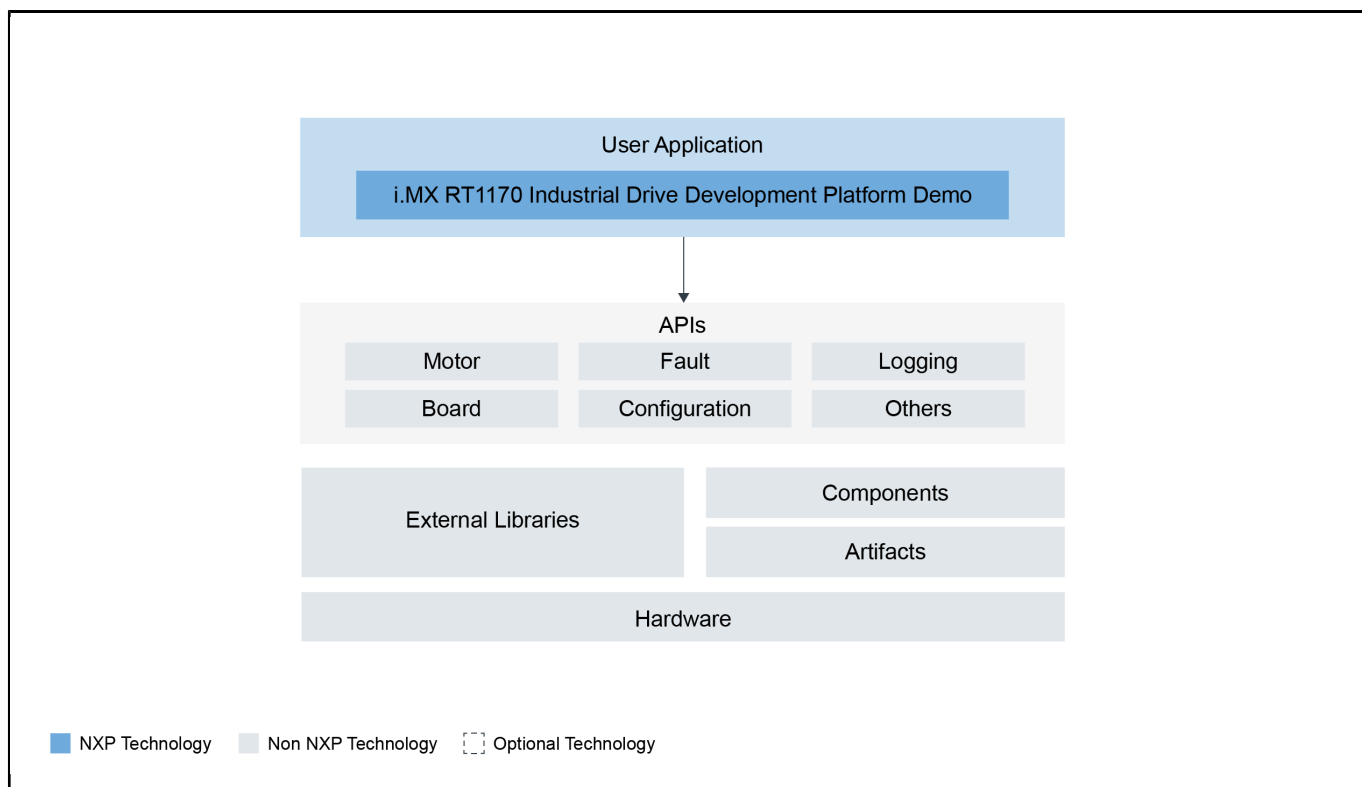 User Application
i.MX RT1170 Industrial Drive Development Platform Demo
APIs
Motor
Fault
Logging
Board
Configuration
Others
External Libraries
Components
Artifacts
Hardware
NXP Technology
Non NXP Technology
Optional Technology